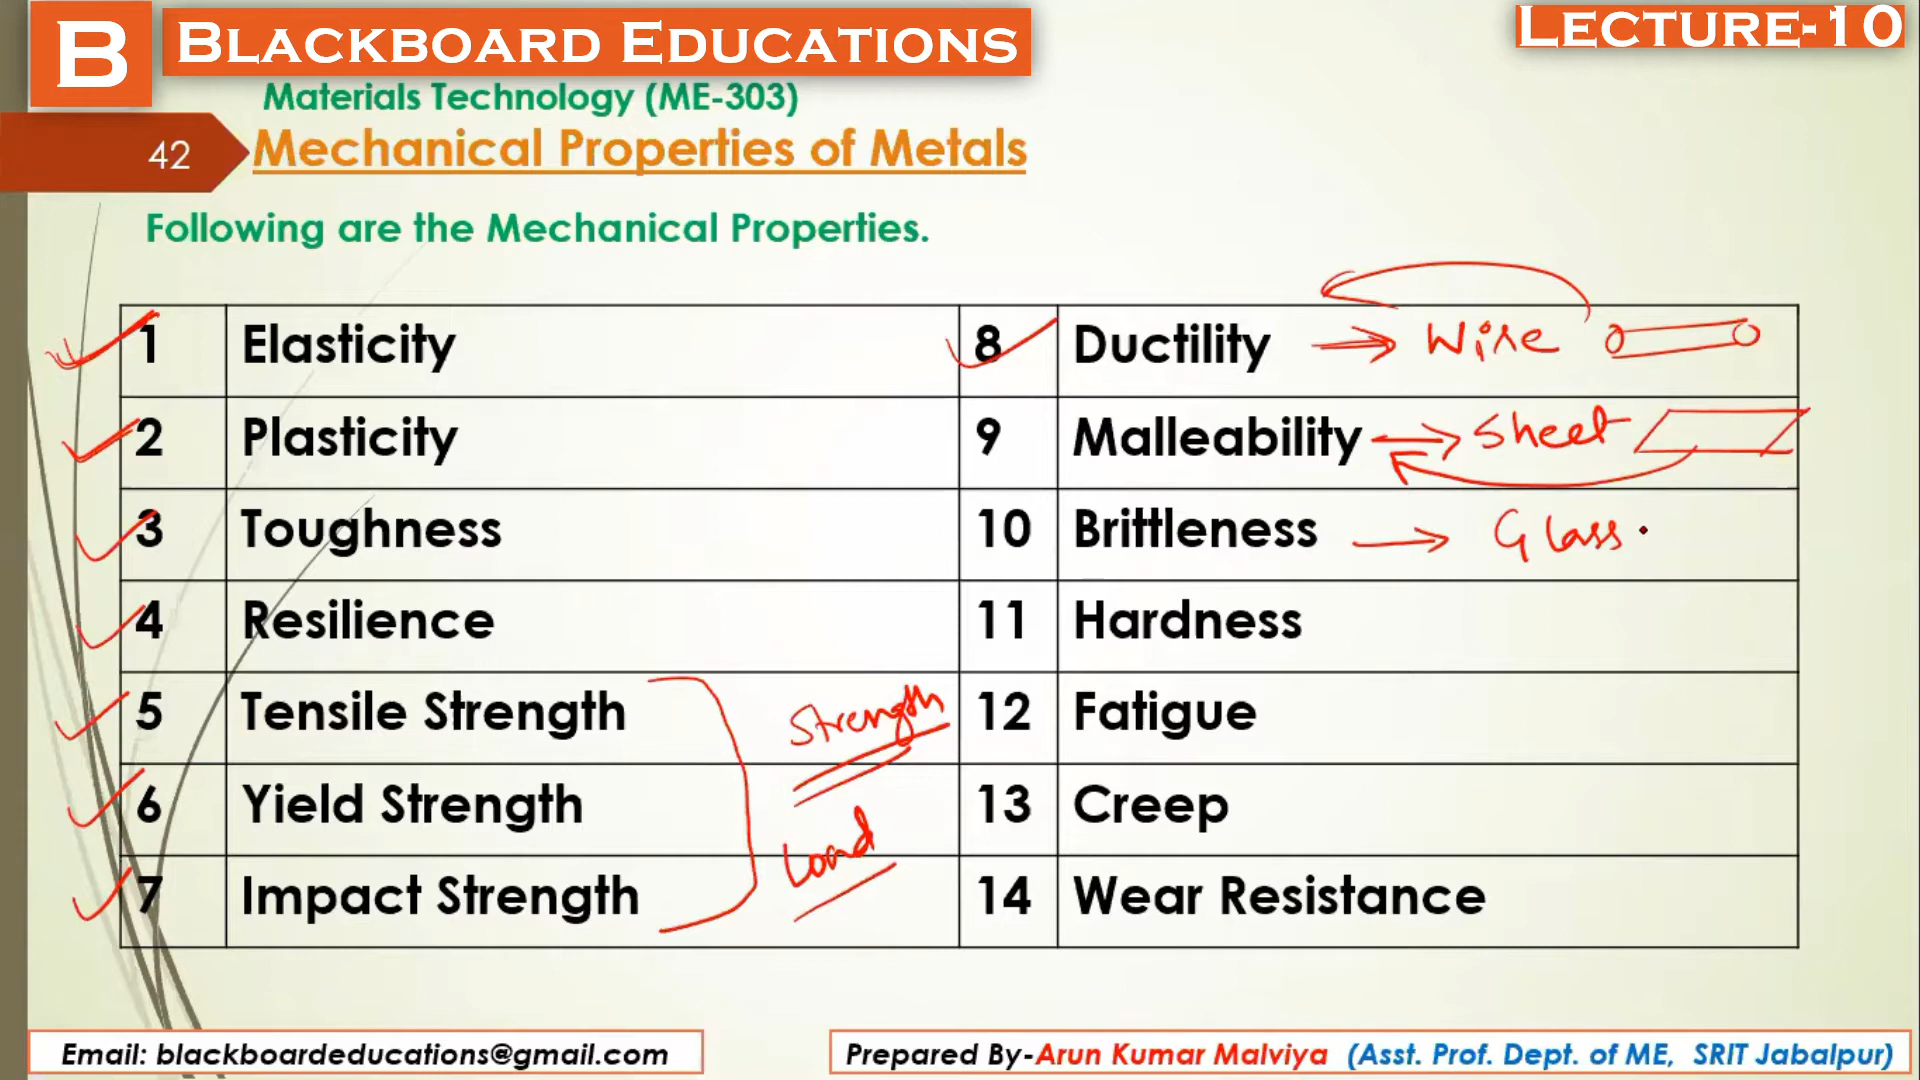 B BLACKBOARD EDUCATIONS
LECTURE-10
Materials Technology (ME-303)
42 Mechanical Properties of Metals
Following are the Mechanical Properties.
1 Elasticity 8 Ductility → Wire
2 Plasticity 9 Malleability → Sheet
3 Toughness 10 Brittleness → Glass
4 Resilience 11 Hardness
5 Tensile Strength Strength 12 Fatigue
6 Yield Strength Load 13 Creep
7 Impact Strength 14 Wear Resistance
Email: blackboardeducations@gmail.com
Prepared By-Arun Kumar Malviya (Asst. Prof. Dept. of ME, SRIT Jabalpur)